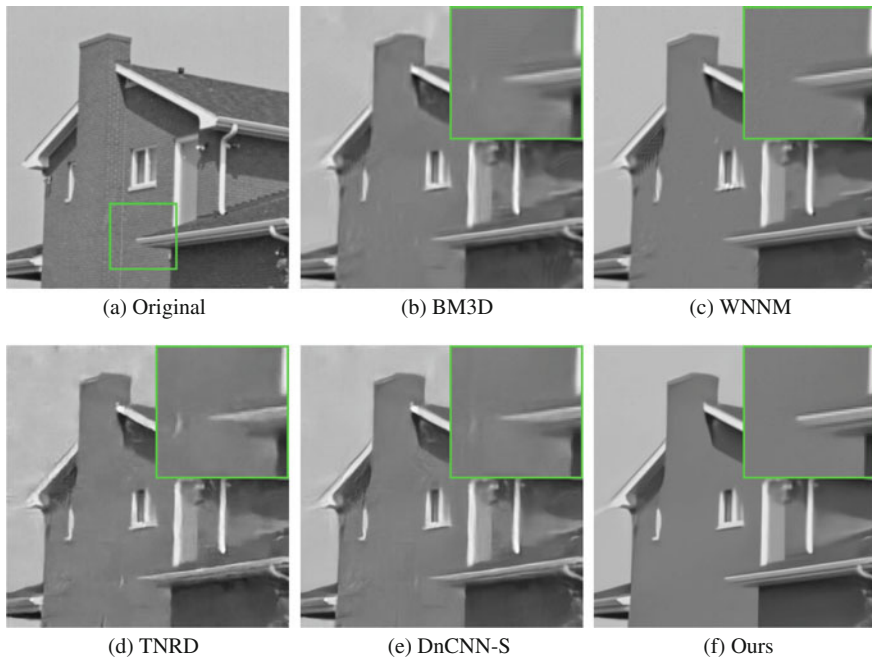 (a) Original
(b) BM3D
(c) WNNM
(d) TNRD
(e) DnCNN-S
(f) Ours